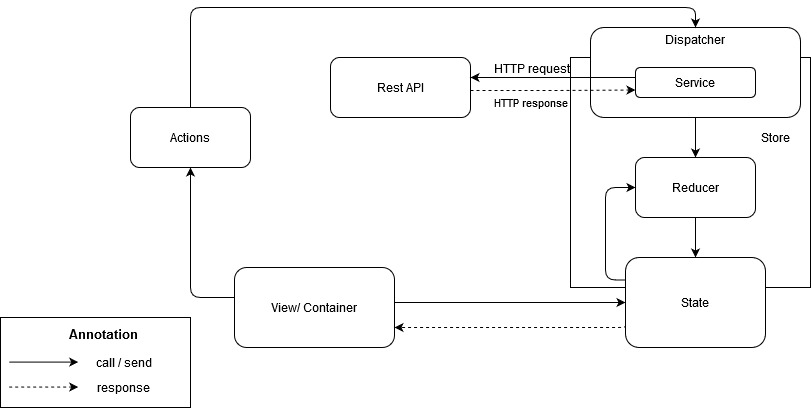 Dispatcher
HTTP request
Service
Rest API
HTTP response
Actions
Store
Reducer
View/ Container
State
Annotation
call / send
response